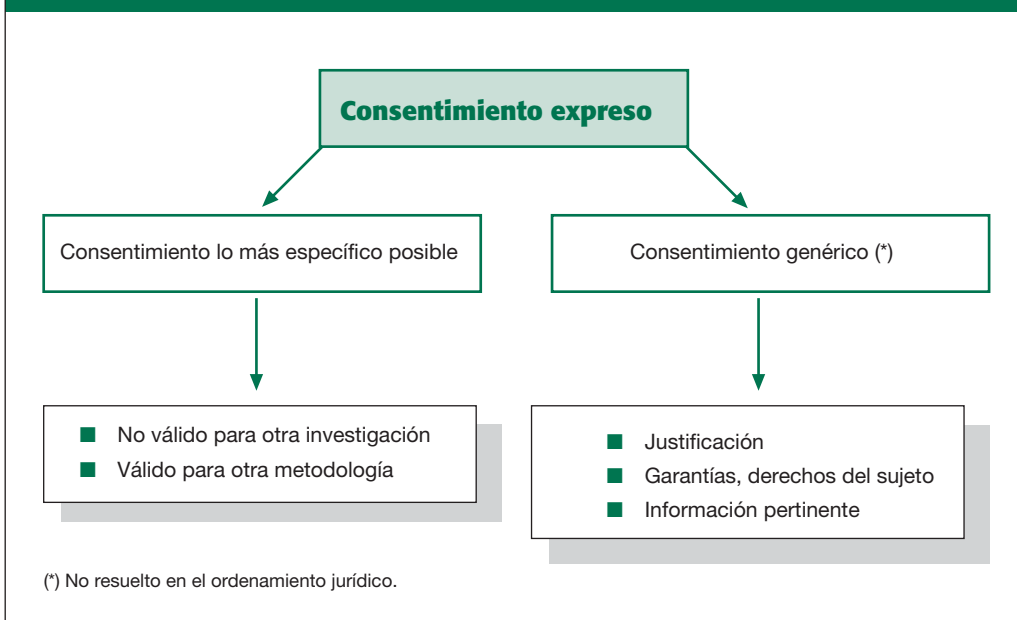 Consentimiento expreso
Consentimiento lo más específico posible
Consentimiento genérico (*)
■ No válido para otra investigación
■ Válido para otra metodología
■ Justificación
■ Garantías, derechos del sujeto
■ Información pertinente
(*) No resuelto en el ordenamiento jurídico.